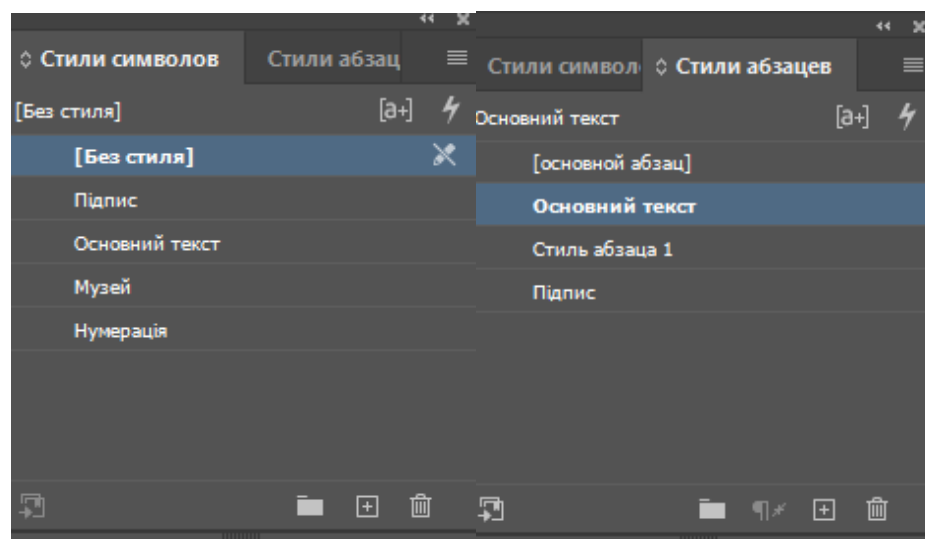 Стили символов
Стили абзац
[Без стиля]
[a+]
[Без стиля]
Підпис
Основний текст
Музей
Нумерація
Стили символ
Стили абзацев
Основний текст
[a+]
[основной абзац]
Основний текст
Стиль абзаца 1
Підпис